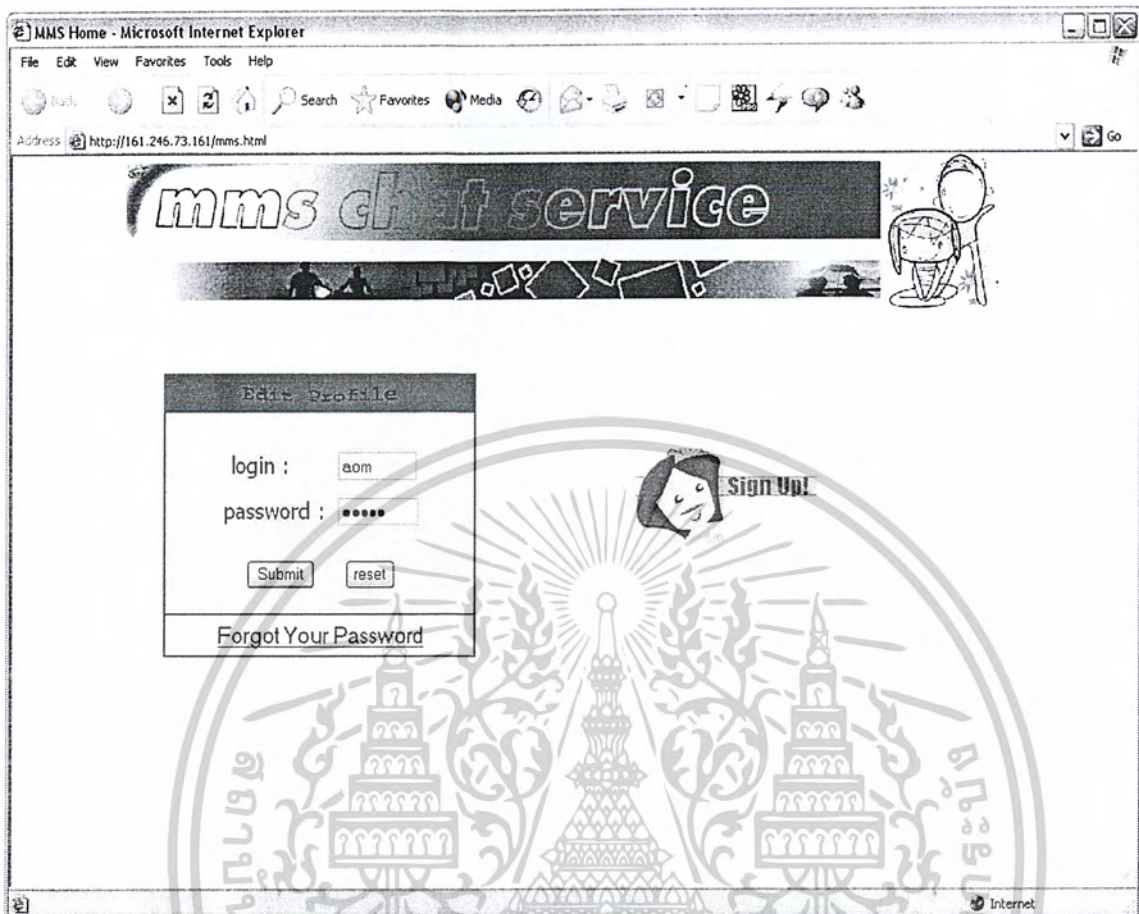 MMS Home - Microsoft Internet Explorer
File Edit View Favorites Tools Help
Back Search Favorites Media
Address http://161.246.73.161/mms.html Go
mms chat service
Edit Profile
login : aom
password : •••••
Sign Up!
Submit reset
Forgot Your Password
Internet